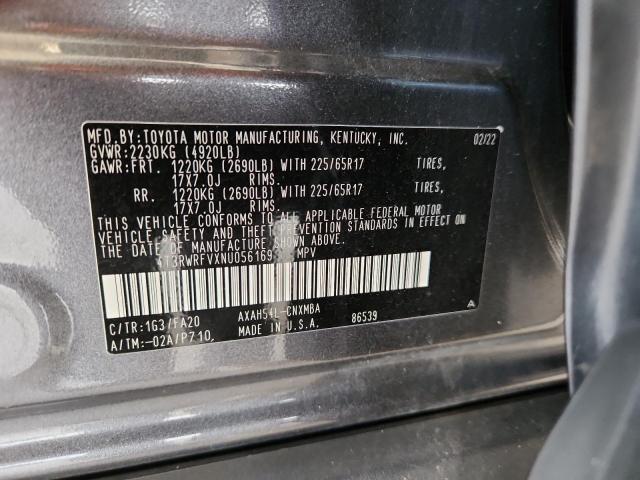 MFD.BY:TOYOTA MOTOR MANUFACTURING, KENTUCKY, INC. 02/22
GVWR:2230KG (4920LB)
GAWR:FRT. 1220KG (2690LB) WITH 225/65R17 TIRES,
17X7.0J RIMS.
RR. 1220KG (2690LB) WITH 225/65R17 TIRES,
17X7.0J RIMS.
THIS VEHICLE CONFORMS TO ALL APPLICABLE FEDERAL MOTOR
VEHICLE SAFETY AND THEFT PREVENTION STANDARDS IN EFFECT
ON THE DATE OF MANUFACTURE SHOWN ABOVE.
4T3RWRFVXNU056169 MPV
C/TR:1G3/FA20 AXAH54L-CNXMBA
A/TM:-02A/P710, MADE IN U.S.A. 86539 A